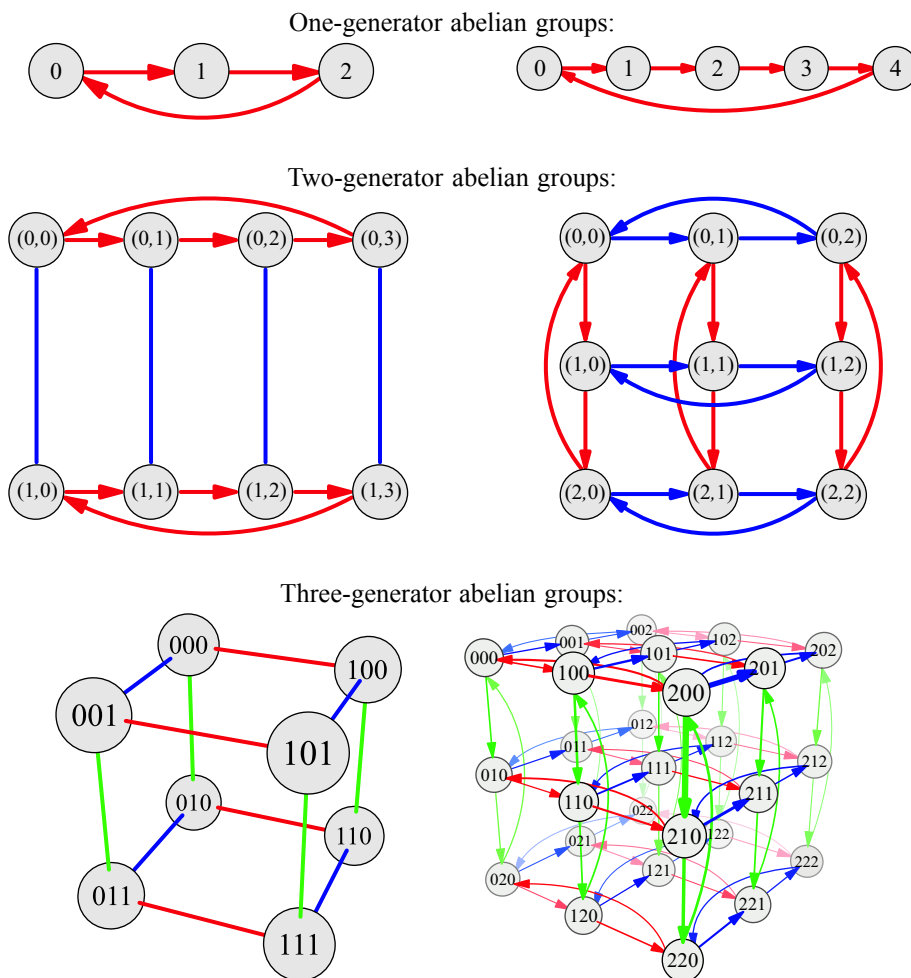 One-generator abelian groups:
0 1 2 0 1 2 3 4
Two-generator abelian groups:
(0,0) (0,1) (0,2) (0,3) (0,0) (0,1) (0,2)
(1,0) (1,1) (1,2)
(1,0) (1,1) (1,2) (1,3) (2,0) (2,1) (2,2)
Three-generator abelian groups:
000 100 001 101
010 110 011 111
000 001 002 102 202
100 101 201
200
012
011 112 212
010 111
110 211
210
022
021 122 222
020 121
120 221
220